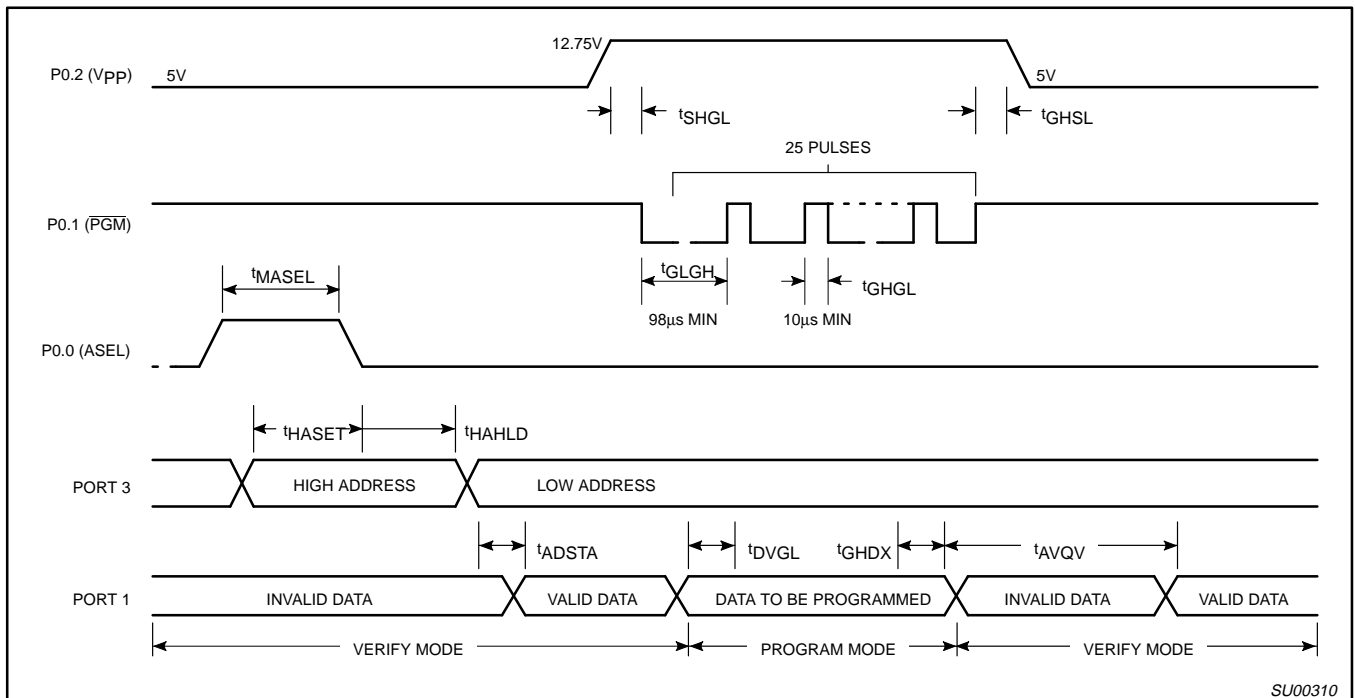 12.75V
P0.2 (VPP) 5V 5V
tSHGL tGHSL
25 PULSES
P0.1 (PGM)
tMASEL tGLGH tGHGL
98μs MIN 10μs MIN
P0.0 (ASEL)
tHASET tHAHLD
PORT 3 HIGH ADDRESS LOW ADDRESS
tADSTA tDVGL tGHDX tAVQV
PORT 1 INVALID DATA VALID DATA DATA TO BE PROGRAMMED INVALID DATA VALID DATA
VERIFY MODE PROGRAM MODE VERIFY MODE
SU00310